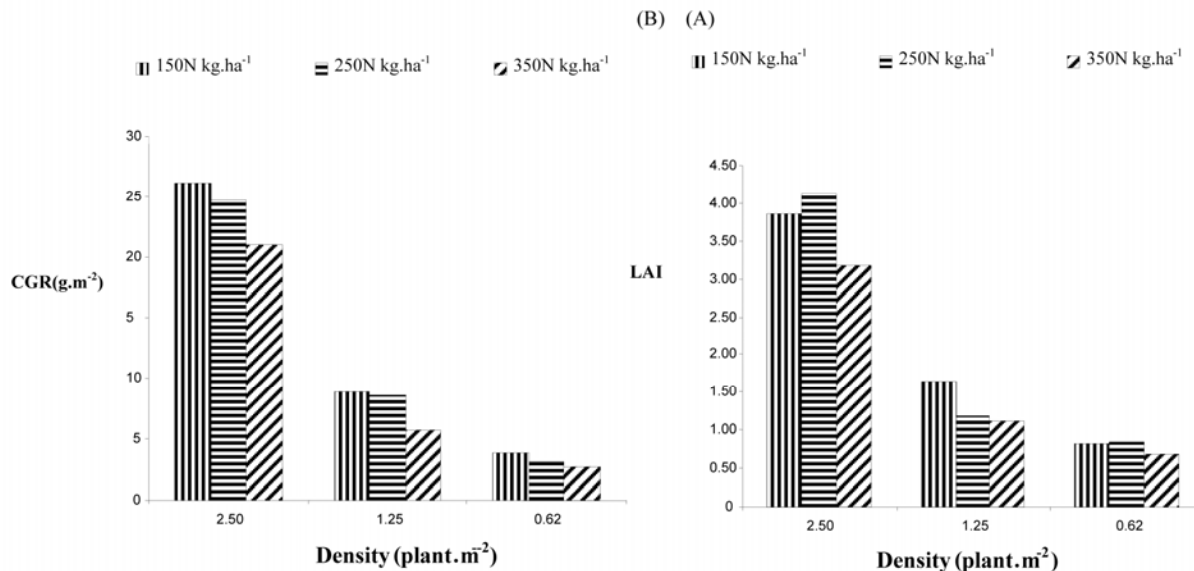 (B) (A)
150N kg.ha⁻¹ 250N kg.ha⁻¹ 350N kg.ha⁻¹
30
25
20
5
10
5
0
CGR(g.m⁻²)
2.50 1.25 0.62
Density (plant.m⁻²)
150N kg.ha⁻¹ 250N kg.ha⁻¹ 350N kg.ha⁻¹
4.50
4.00
3.50
3.00
2.50
2.00
1.50
1.00
0.50
0
LAI
2.50 1.25 0.62
Density (plant.m⁻²)